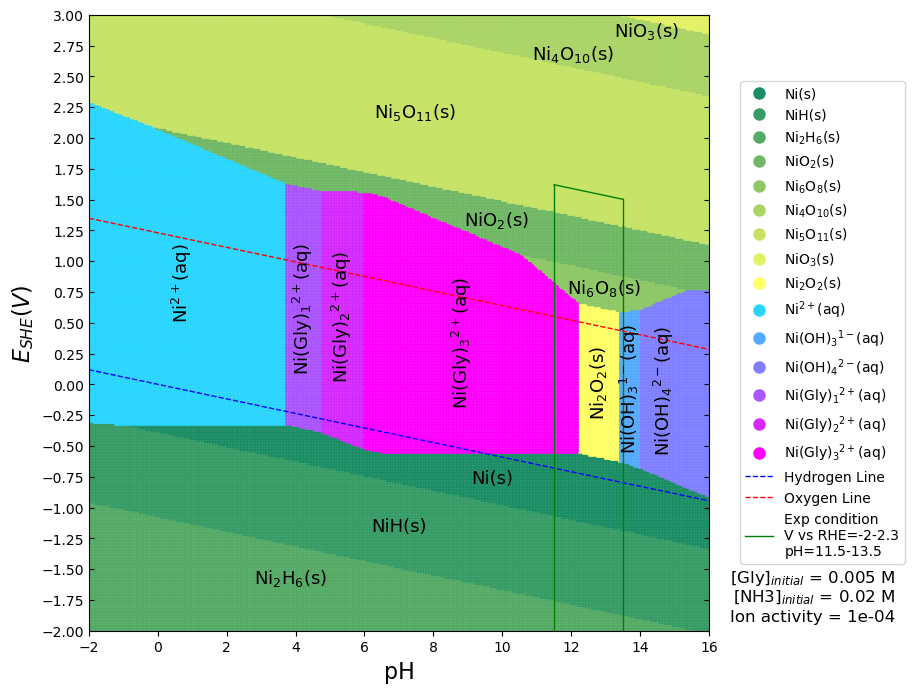 3.00
2.75
2.50
2.25
2.00
1.75
1.50
1.25
1.00
0.75
0.50
0.25
0.00
−0.25
−0.50
−0.75
−1.00
−1.25
−1.50
−1.75
−2.00
E_{SHE}(V)
−2 0 2 4 6 8 10 12 14 16
pH
NiO₃(s)
Ni₄O₁₀(s)
Ni₅O₁₁(s)
NiO₂(s)
Ni₆O₈(s)
Ni²⁺(aq)
Ni(Gly)₁²⁺(aq)
Ni(Gly)₂²⁺(aq)
Ni(Gly)₃²⁺(aq)
Ni₂O₂(s)
Ni(OH)₃¹⁻(aq)
Ni(OH)₄²⁻(aq)
Ni(s)
NiH(s)
Ni₂H₆(s)
Ni(s)
NiH(s)
Ni₂H₆(s)
NiO₂(s)
Ni₆O₈(s)
Ni₄O₁₀(s)
Ni₅O₁₁(s)
NiO₃(s)
Ni₂O₂(s)
Ni²⁺(aq)
Ni(OH)₃¹⁻(aq)
Ni(OH)₄²⁻(aq)
Ni(Gly)₁²⁺(aq)
Ni(Gly)₂²⁺(aq)
Ni(Gly)₃²⁺(aq)
Hydrogen Line
Oxygen Line
Exp condition
V vs RHE=-2-2.3
pH=11.5-13.5
[Gly]_{initial} = 0.005 M
[NH3]_{initial} = 0.02 M
Ion activity = 1e-04